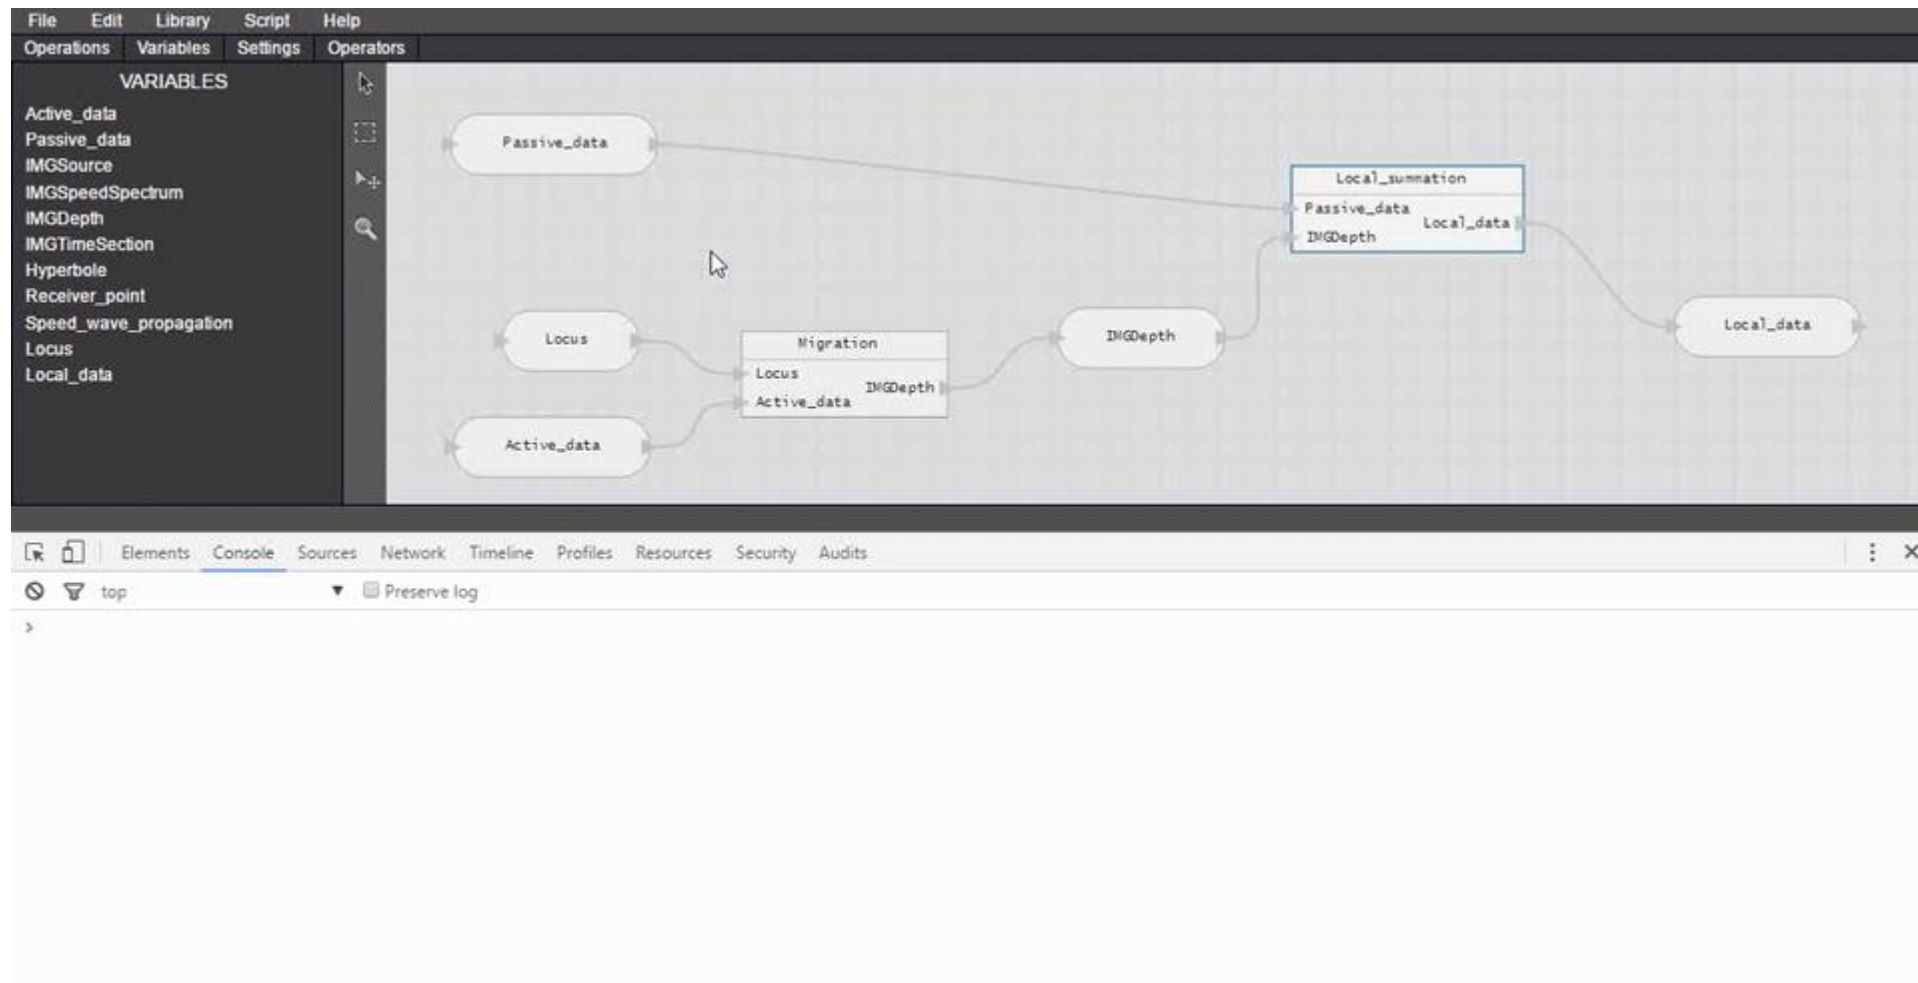 File Edit Library Script Help
Operations Variables Settings Operators
VARIABLES
Active_data
Passive_data
IMGSource
IMGSpeedSpectrum
IMGDepth
IMGTimeSection
Hyperbole
Receiver_point
Speed_wave_propagation
Locus
Local_data
Passive_data
Local_summation
Passive_data
Local_data
IMGDepth
Locus
Migration
Locus
IMGDepth
Active_data
IMGDepth
Local_data
Active_data
Elements Console Sources Network Timeline Profiles Resources Security Audits
top Preserve log